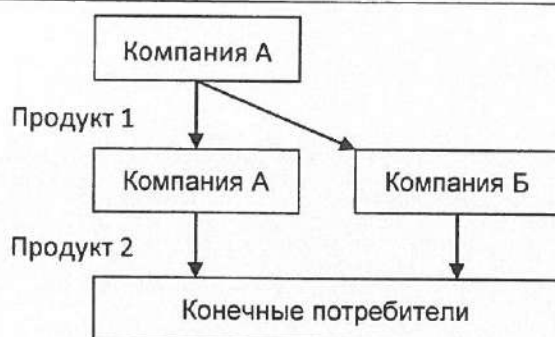 Компания А
Продукт 1
Компания А
Компания Б
Продукт 2
Конечные потребители